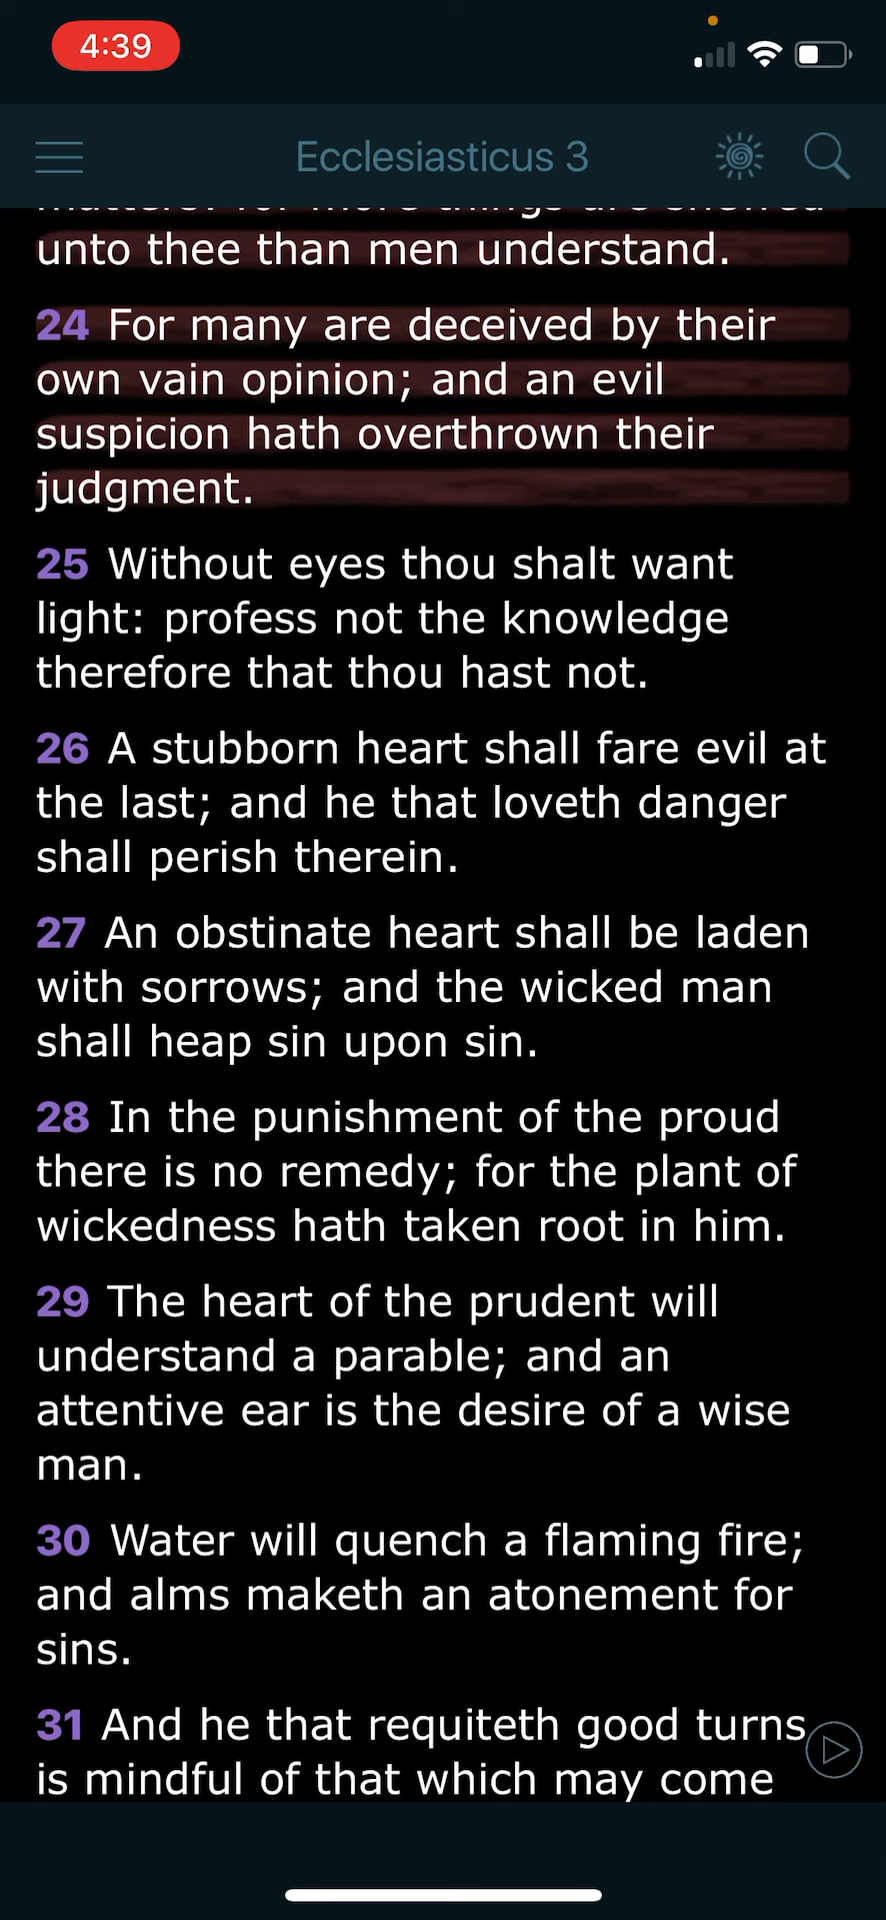 4:39
Ecclesiasticus 3
unto thee than men understand.
24 For many are deceived by their
own vain opinion; and an evil
suspicion hath overthrown their
judgment.
25 Without eyes thou shalt want
light: profess not the knowledge
therefore that thou hast not.
26 A stubborn heart shall fare evil at
the last; and he that loveth danger
shall perish therein.
27 An obstinate heart shall be laden
with sorrows; and the wicked man
shall heap sin upon sin.
28 In the punishment of the proud
there is no remedy; for the plant of
wickedness hath taken root in him.
29 The heart of the prudent will
understand a parable; and an
attentive ear is the desire of a wise
man.
30 Water will quench a flaming fire;
and alms maketh an atonement for
sins.
31 And he that requiteth good turns
is mindful of that which may come